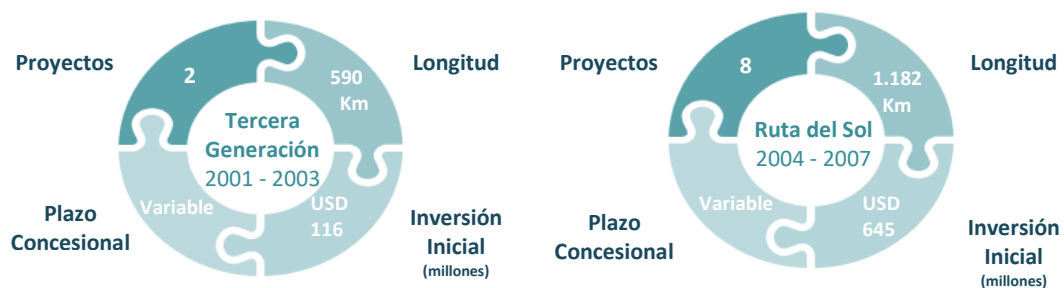 Proyectos
2
590
Km
Longitud
Tercera
Generación
2001 - 2003
Plazo
Concesional
Variable
USD
116
Inversión
Inicial
(millones)
Proyectos
8
1.182
Km
Longitud
Ruta del Sol
2004 - 2007
Plazo
Concesional
Variable
USD
645
Inversión
Inicial
(millones)